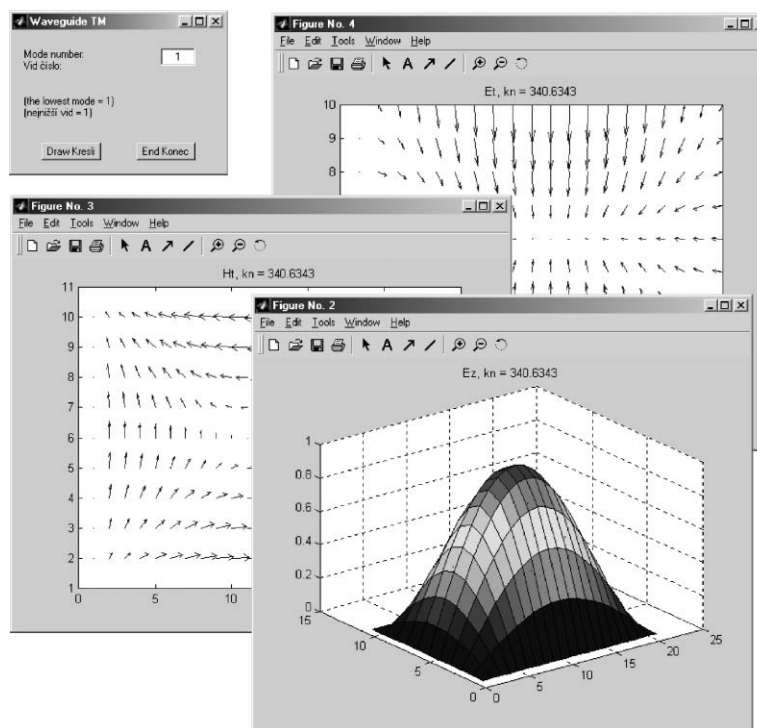 Waveguide TM
Mode number:
Vid číslo:
1
(the lowest mode = 1)
(nejnižší vid = 1)
Draw Kresli
End Konec
Figure No. 4
File Edit Tools Window Help
A
Et, kn = 340.6343
10
9
8
Figure No. 3
File Edit Tools Window Help
A
Ht, kn = 340.6343
11
10
9
8
7
6
5
4
3
2
1
0 5 10
Figure No. 2
File Edit Tools Window Help
A
Ez, kn = 340.6343
1
0.8
0.6
0.4
0.2
0
15
10
5
0
0
5
10
15
20
25